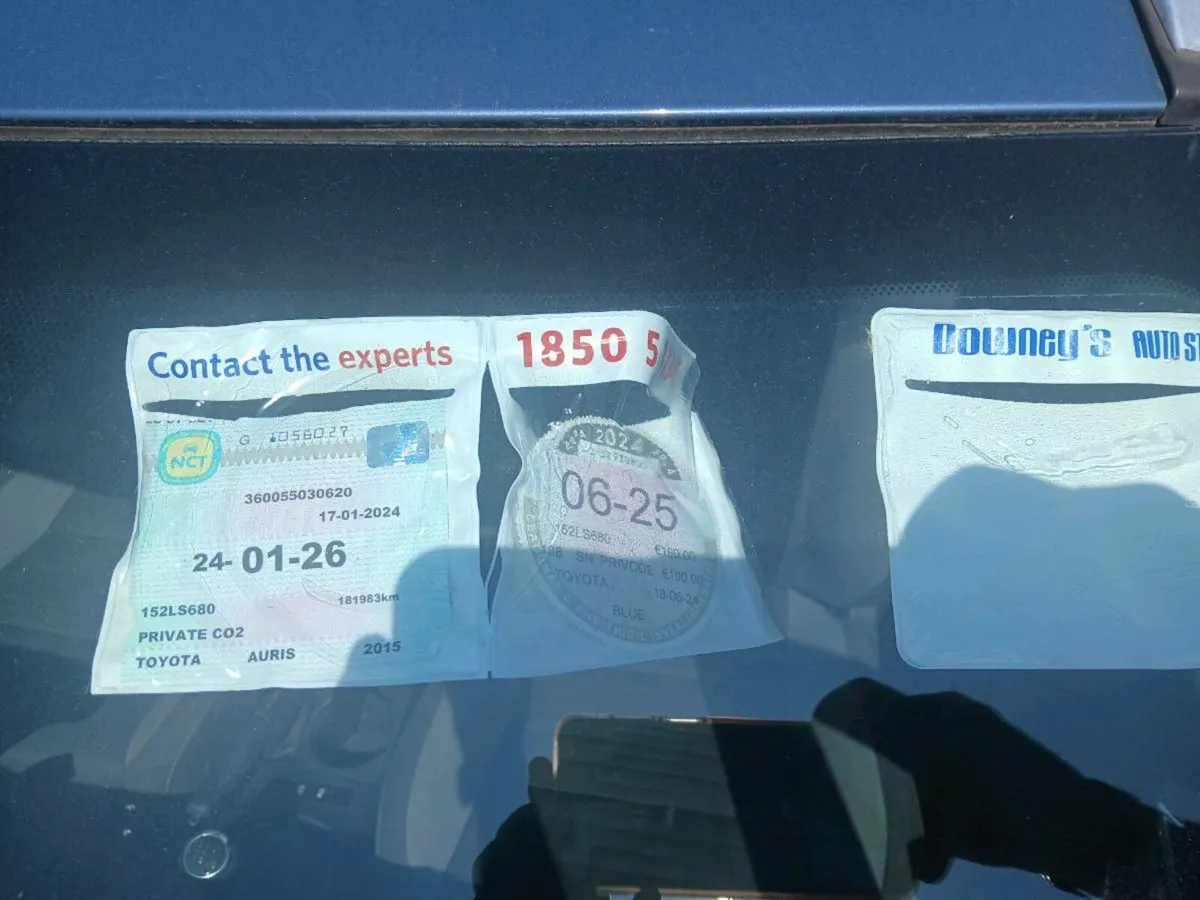 Contact the experts
NCT
G 1056027
360055030620
17-01-2024
24-01-26
152LS680
181983km
PRIVATE CO2
TOYOTA AURIS 2015
1850 5
2024
06-25
152LS680
€190.00
SN PRIVCO2 €190.00
TOYOTA, 18-06-24
BLUE
Downey's AUTO